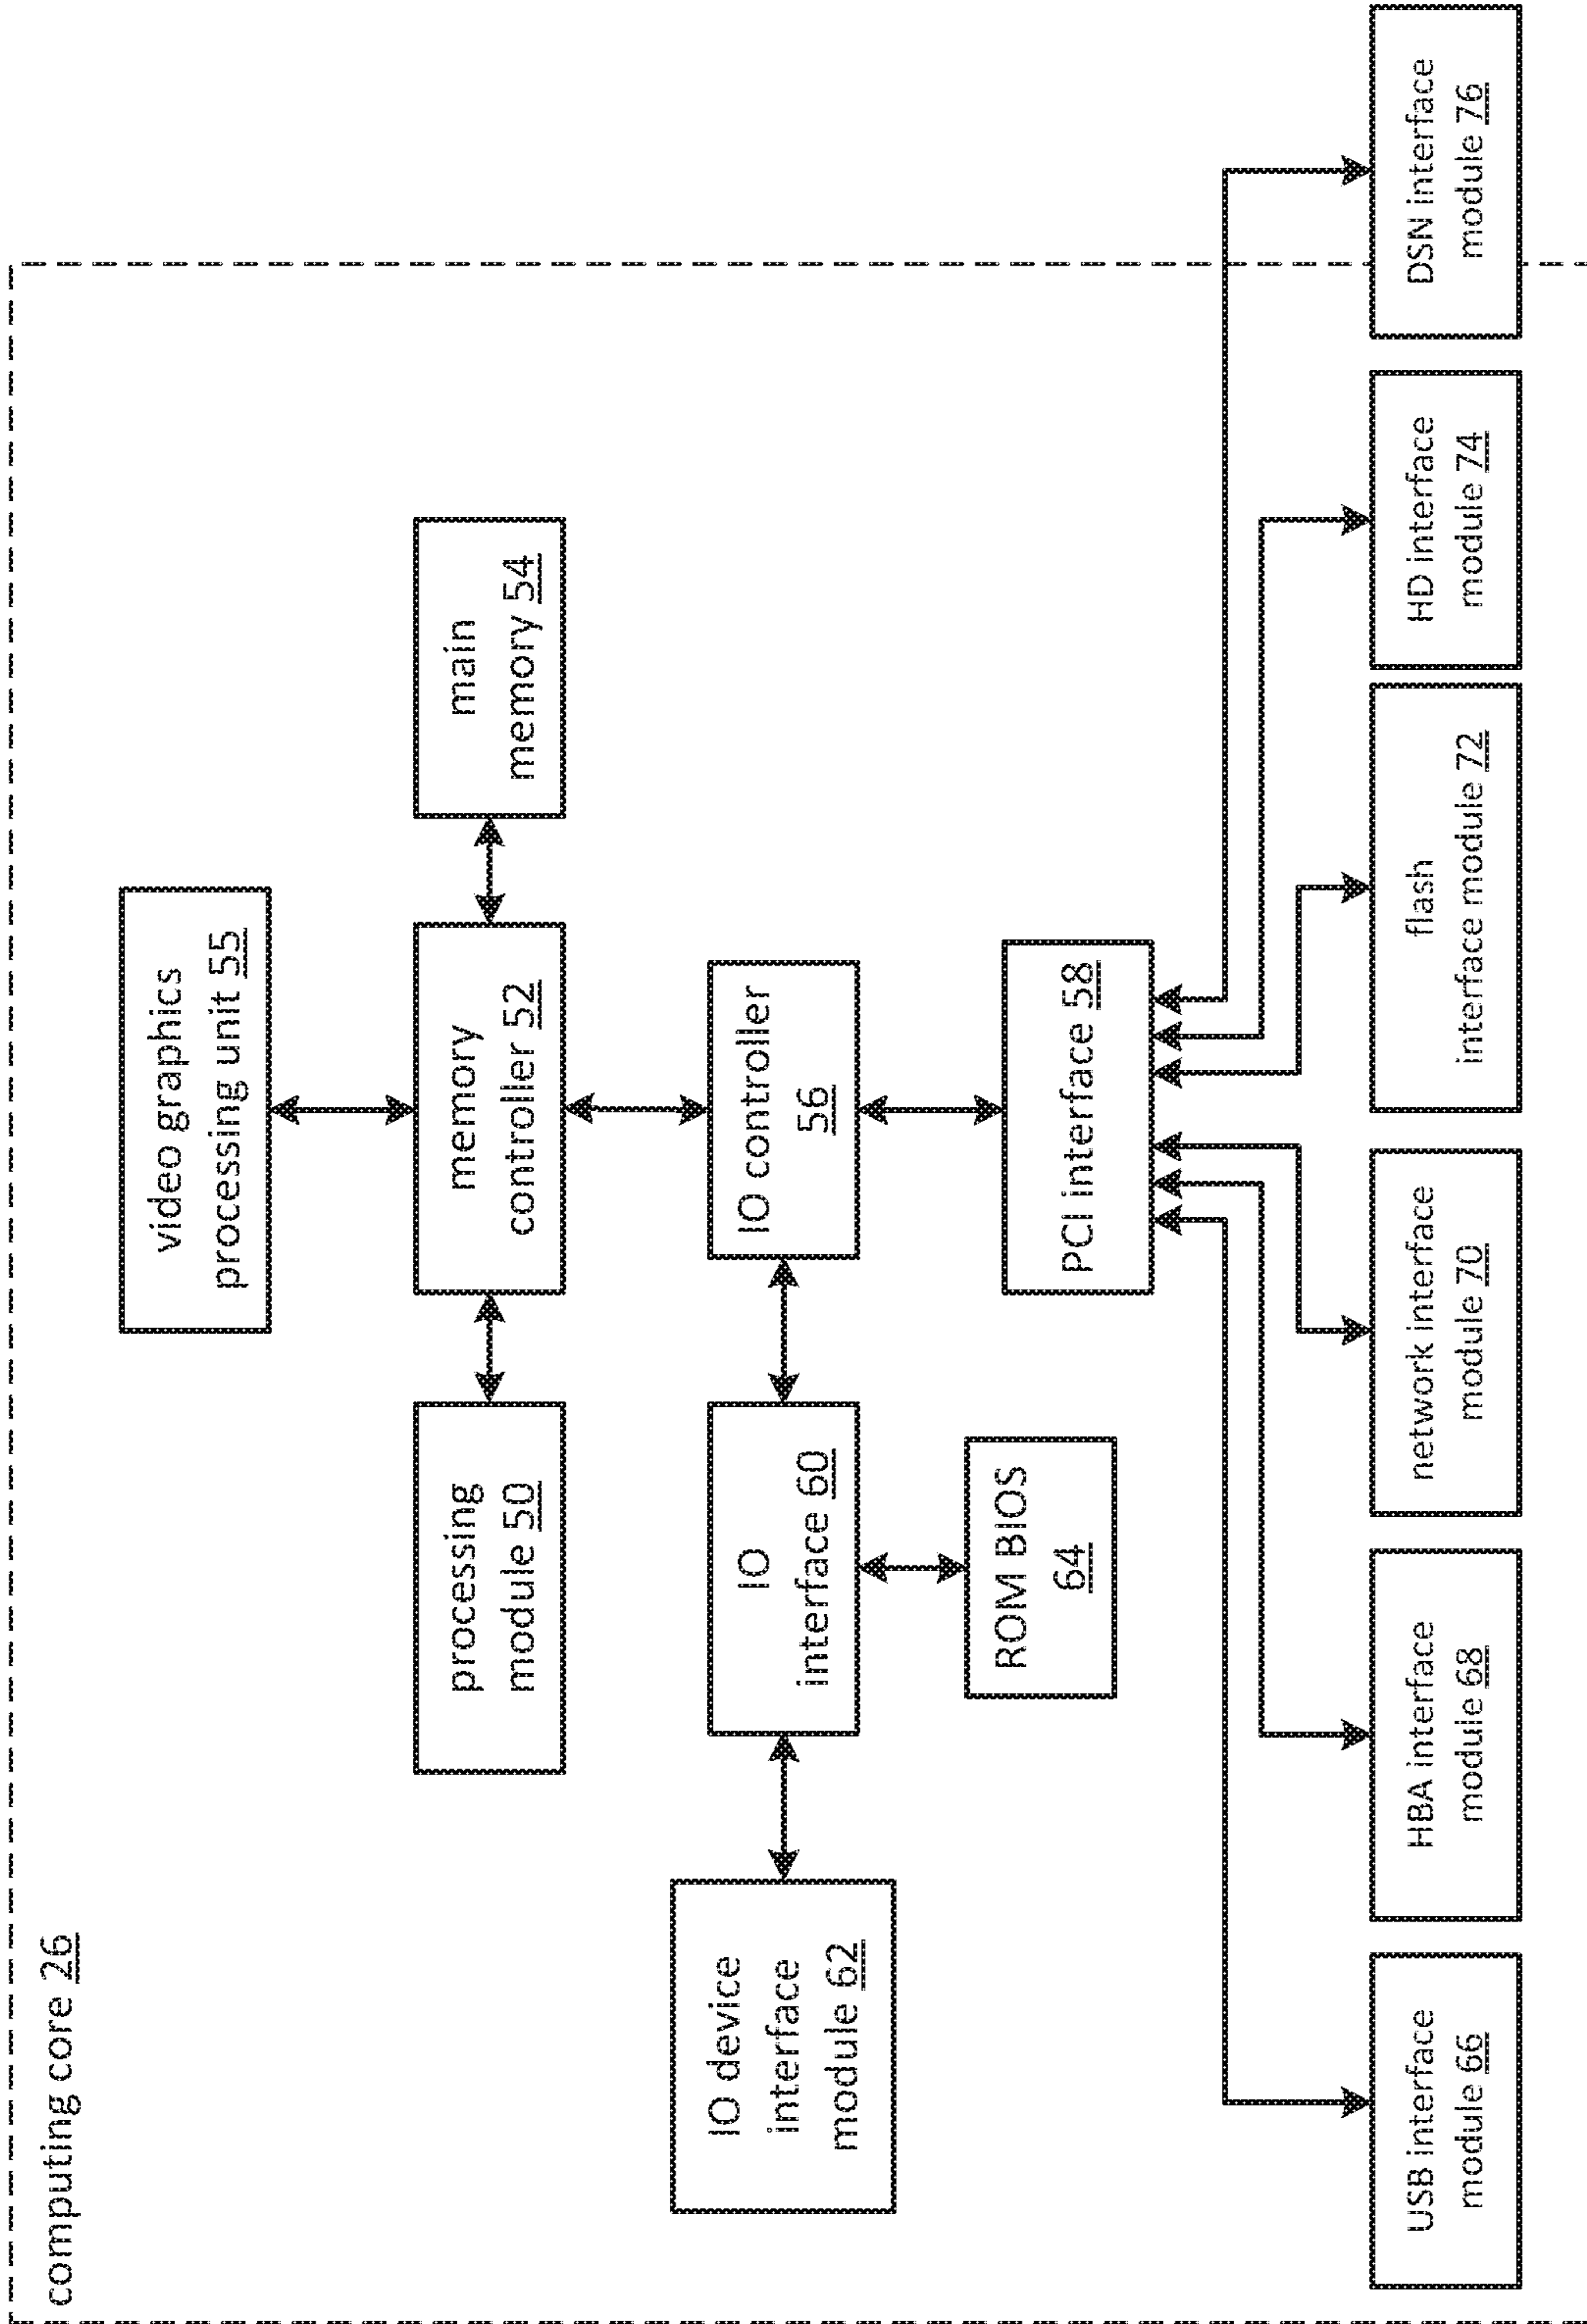 computing core 26
video graphics
processing unit 55
processing
module 50
memory
controller 52
main
memory 54
IO device
interface
module 62
IO
interface 60
IO controller
56
ROM BIOS
64
PCI interface 58
USB interface
module 66
HBA interface
module 68
network interface
module 70
flash
interface module 72
HD interface
module 74
DSN interface
module 76